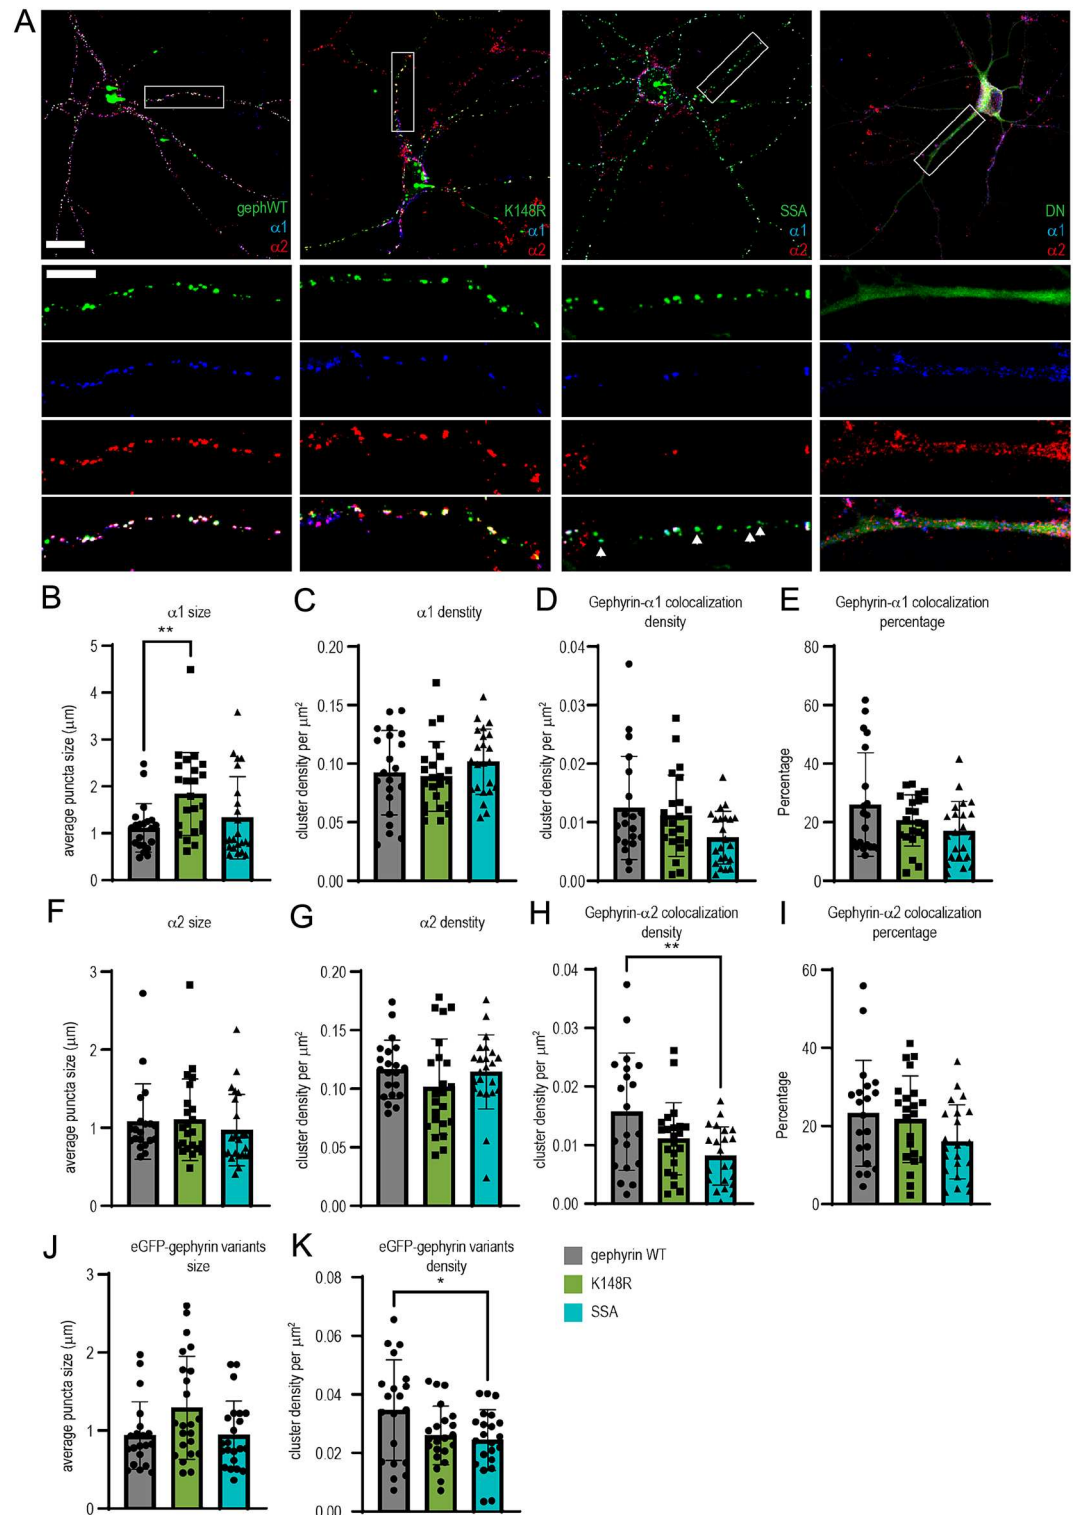 A
gephWT
α1
α2
K148R
α1
α2
SSA
α1
α2
DN
α1
α2
B
α1 size
**
average puncta size (μm)
5
4
3
2
1
0
C
α1 denstity
cluster density per μm²
0.20
0.15
0.10
0.05
0.00
D
Gephyrin-α1 colocalization
density
cluster density per μm²
0.04
0.03
0.02
0.01
0.00
E
Gephyrin-α1 colocalization
percentage
Percentage
80
60
40
20
0
F
α2 size
average puncta size (μm)
3
2
1
0
G
α2 denstity
cluster density per μm²
0.20
0.15
0.10
0.05
0.00
H
Gephyrin-α2 colocalization
density
**
cluster density per μm²
0.04
0.03
0.02
0.01
0.00
I
Gephyrin-α2 colocalization
percentage
Percentage
60
40
20
0
J
eGFP-gephyrin variants
size
average puncta size (μm)
3
2
1
0
K
eGFP-gephyrin variants
density
*
cluster density per μm²
0.08
0.06
0.04
0.02
0.00
gephyrin WT
K148R
SSA